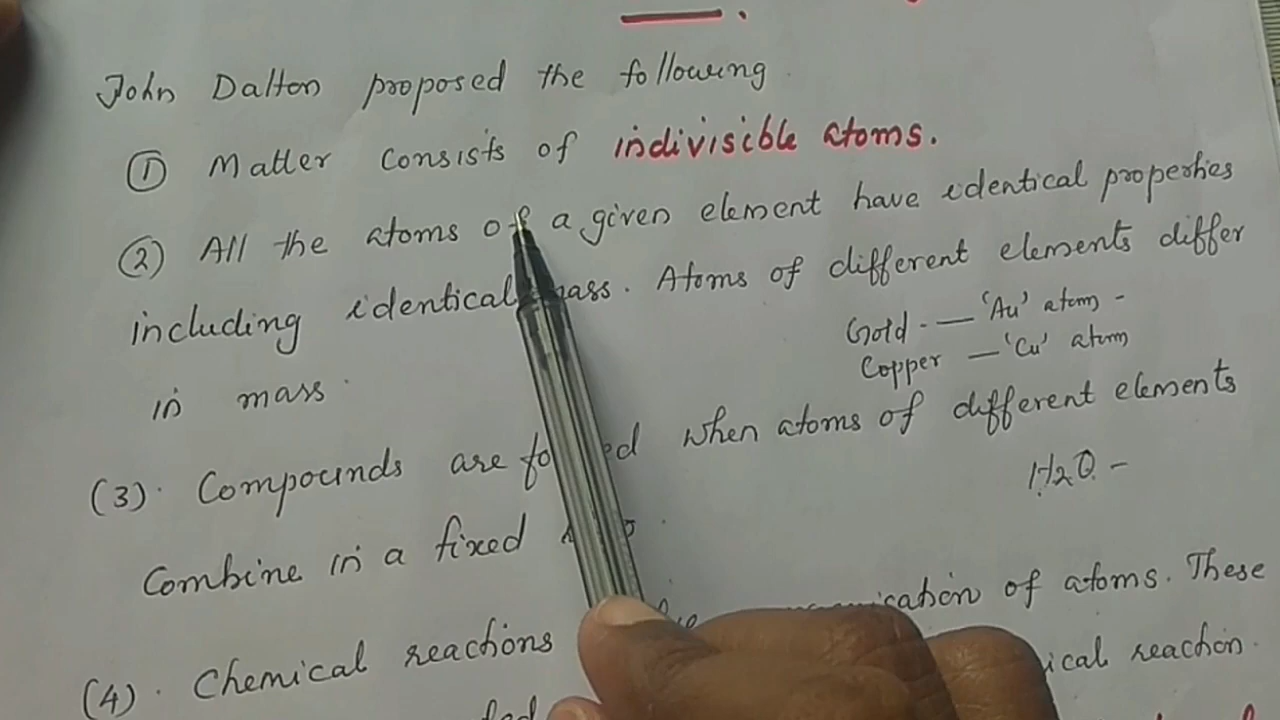 John Dalton proposed the following.
① Matter consists of indivisible atoms.
② All the atoms of a given element have identical properties
including identical mass. Atoms of different elements differ
in mass.
Gold - — 'Au' atom -
Copper — 'Cu' atom
(3). Compounds are when atoms of different elements
H2O -
Combine in a fixed
(4). Chemical reactions of atoms. These
reaction.